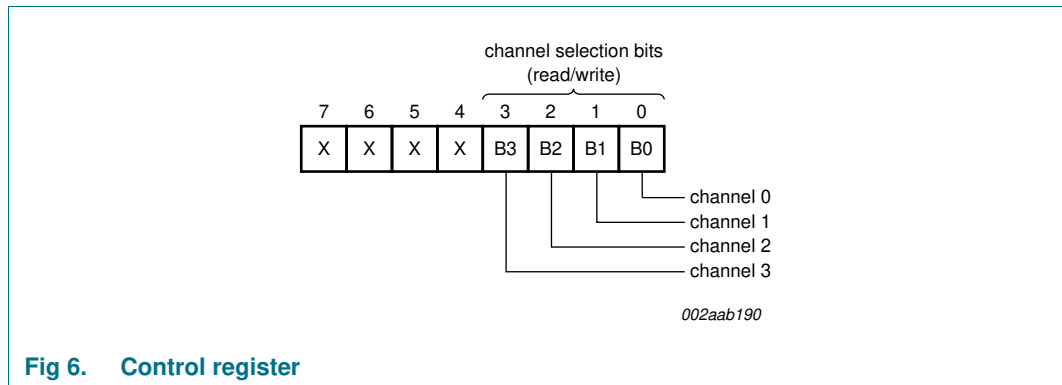 channel selection bits
(read/write)
7 6 5 4 3 2 1 0
X X X X B3 B2 B1 B0
channel 0
channel 1
channel 2
channel 3
002aab190
Fig 6. Control register